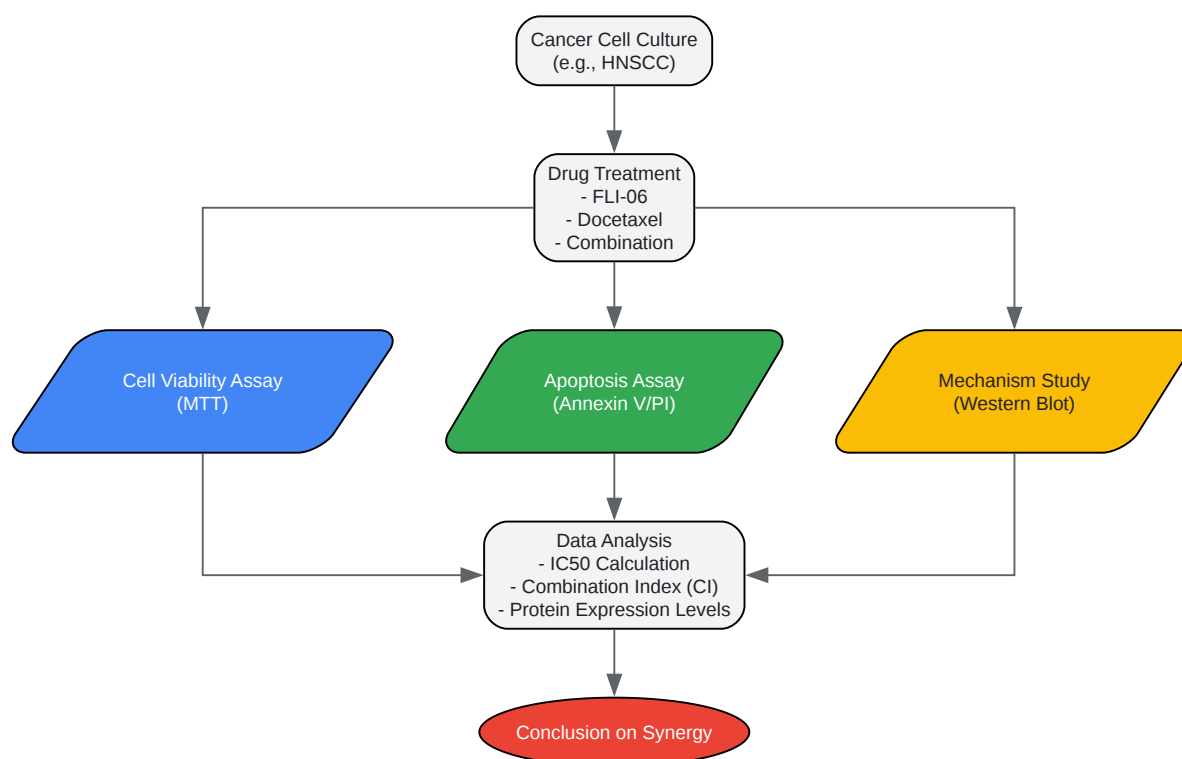 Cancer Cell Culture
(e.g., HNSCC)
Drug Treatment
- FLI-06
- Docetaxel
- Combination
Cell Viability Assay
(MTT)
Apoptosis Assay
(Annexin V/PI)
Mechanism Study
(Western Blot)
Data Analysis
- IC50 Calculation
- Combination Index (CI)
- Protein Expression Levels
Conclusion on Synergy